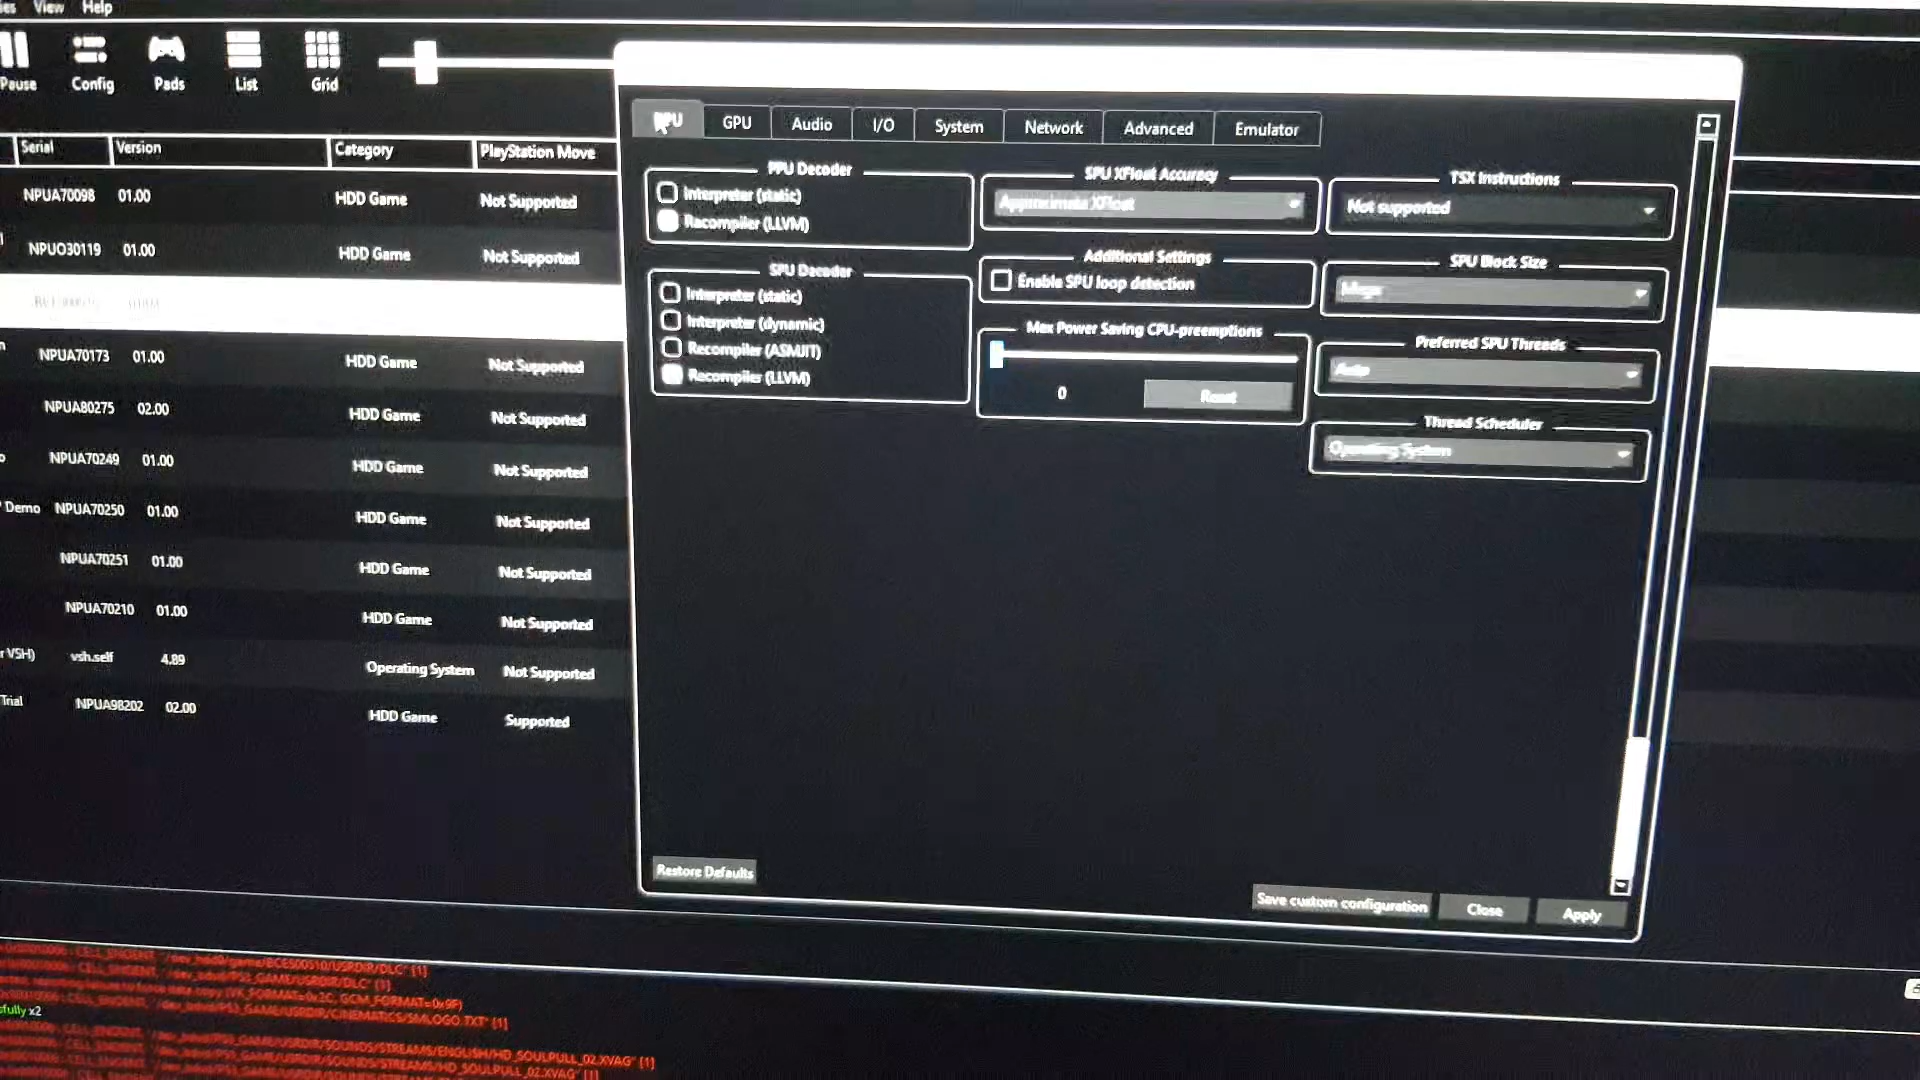 View Help
Pause Config Pads List Grid
Serial Version Category PlayStation Move
NPUA70098 01.00 HDD Game Not Supported
NPUO30119 01.00 HDD Game Not Supported
NPUA70173 01.00 HDD Game Not Supported
NPUA80275 02.00 HDD Game Not Supported
NPUA70249 01.00 HDD Game Not Supported
Demo NPUA70250 01.00 HDD Game Not Supported
NPUA70251 01.00 HDD Game Not Supported
NPUA70210 01.00 HDD Game Not Supported
VSH) vsh.self 4.89 Operating System Not Supported
Trial NPUA98202 02.00 HDD Game Supported
GPU Audio I/O System Network Advanced Emulator
PPU Decoder
Interpreter (static)
Recompiler (LLVM)
SPU Decoder
Interpreter (static)
Interpreter (dynamic)
Recompiler (ASMJIT)
Recompiler (LLVM)
SPU XFloat Accuracy
Approximate XFloat
Additional Settings
Enable SPU loop detection
Max Power Saving CPU-preemptions
0 Reset
TSX Instructions
Not supported
SPU Block Size
Mega
Preferred SPU Threads
Auto
Thread Scheduler
Operating System
Restore Defaults
Save custom configuration Close Apply
x2